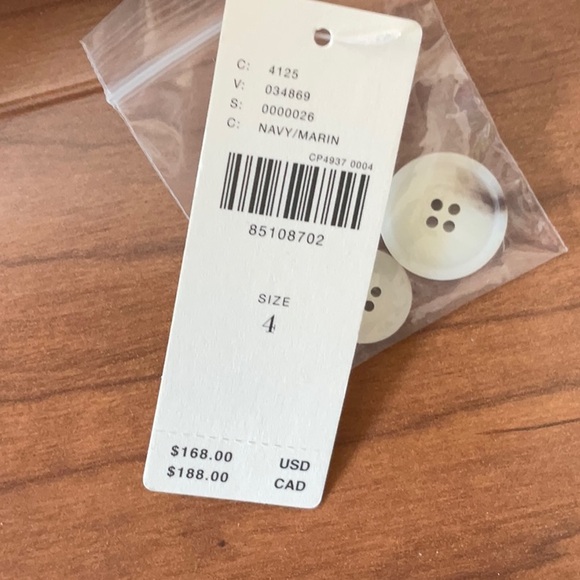 C: 4125
V: 034869
S: 0000026
C: NAVY/MARIN
CP4937 0004
85108702
SIZE
4
$168.00 USD
$188.00 CAD